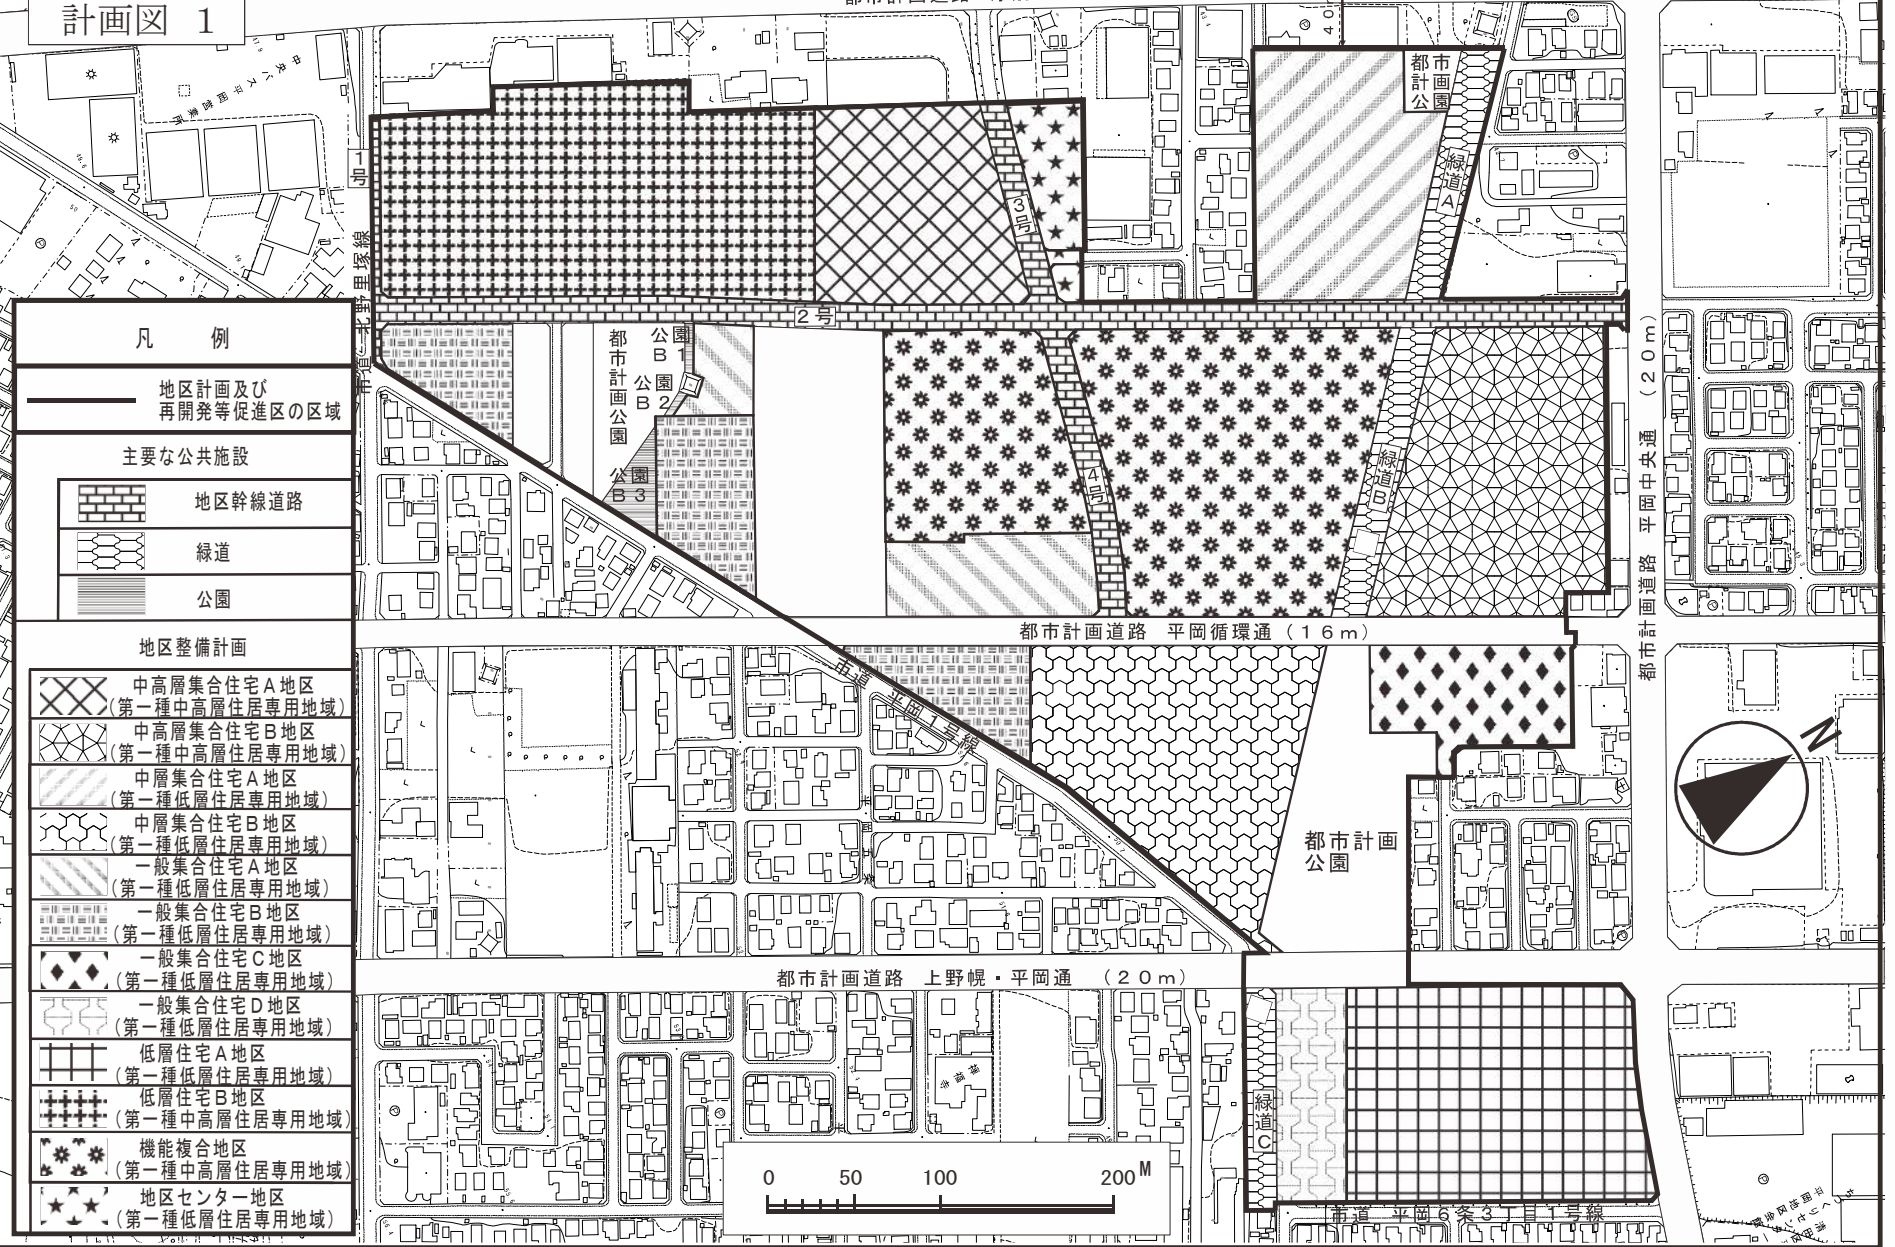 計画図 1
都市計画公園
緑道A
1号
3号
2号
市道 北野里塚線
凡 例
地区計画及び
再開発等促進区の区域
主要な公共施設
地区幹線道路
緑道
公園
地区整備計画
中高層集合住宅A地区
(第一種中高層住居専用地域)
中高層集合住宅B地区
(第一種中高層住居専用地域)
中層集合住宅A地区
(第一種低層住居専用地域)
中層集合住宅B地区
(第一種低層住居専用地域)
一般集合住宅A地区
(第一種低層住居専用地域)
一般集合住宅B地区
(第一種低層住居専用地域)
一般集合住宅C地区
(第一種低層住居専用地域)
一般集合住宅D地区
(第一種低層住居専用地域)
低層住宅A地区
(第一種低層住居専用地域)
低層住宅B地区
(第一種中高層住居専用地域)
機能複合地区
(第一種中高層住居専用地域)
地区センター地区
(第一種低層住居専用地域)
都市計画公園
公園B1
公園B2
公園B3
4号
緑道B
都市計画道路 平岡中央通 (20m)
都市計画道路 平岡循環通(16m)
市道 平岡1号線
N
都市計画
公園
都市計画道路 上野幌・平岡通 (20m)
緑道C
禅福寺
0 50 100 200M
市道 平岡6条3丁目1号線
中央バス平岡営業所